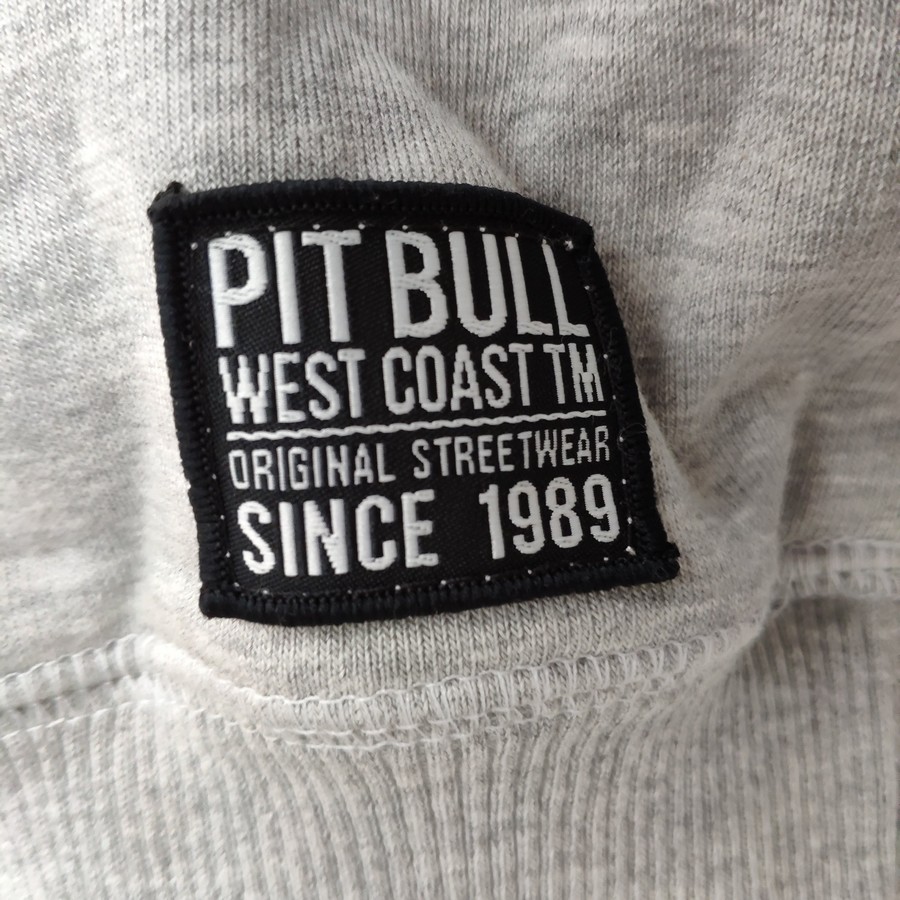 PIT BULL
WEST COAST TM
ORIGINAL STREETWEAR
SINCE 1989